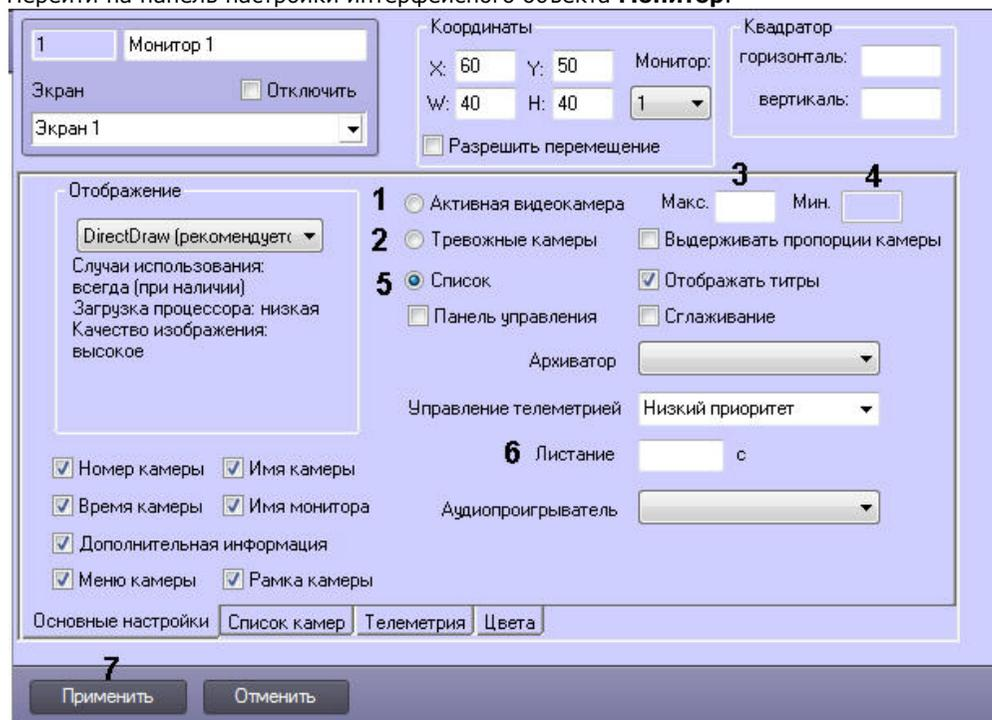 Перейти на панель настройки интерфейсного объекта Монитор.
1 Монитор 1
Экран Отключить
Экран 1
Координаты
X: 60 Y: 50 Монитор:
W: 40 H: 40 1
Разрешить перемещение
Квадратор
горизонталь:
вертикаль:
Отображение
DirectDraw (рекомендуетс
Случаи использования:
всегда (при наличии)
Загрузка процессора: низкая
Качество изображения:
высокое
3 4
1 Активная видеокамера Макс. Мин.
2 Тревожные камеры Выдерживать пропорции камеры
5 Список Отображать титры
Панель управления Сглаживание
Архиватор
Управление телеметрией Низкий приоритет
6 Листание с
Аудиопроигрыватель
Номер камеры Имя камеры
Время камеры Имя монитора
Дополнительная информация
Меню камеры Рамка камеры
Основные настройки Список камер Телеметрия Цвета
7
Применить Отменить